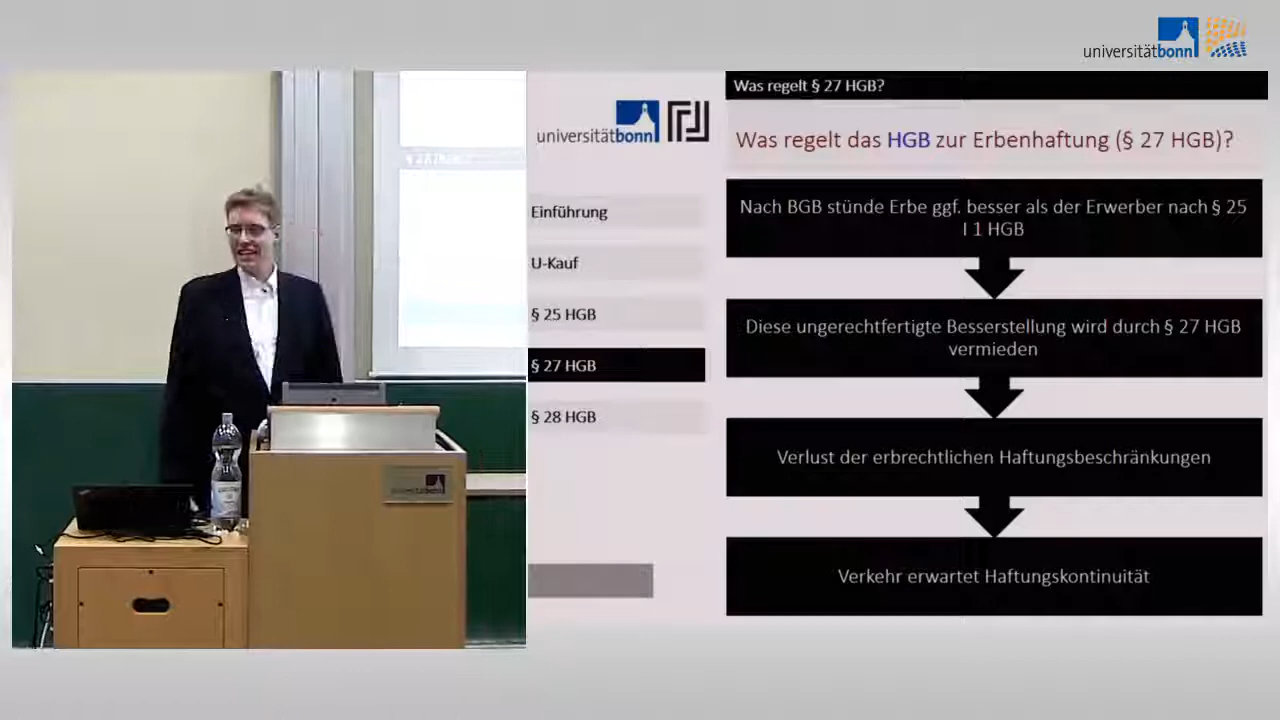 universitätbonn
Was regelt § 27 HGB?
universitätbonn
Was regelt das HGB zur Erbenhaftung (§ 27 HGB)?
Einführung
U-Kauf
§ 25 HGB
§ 27 HGB
§ 28 HGB
Nach BGB stünde Erbe ggf. besser als der Erwerber nach § 25
I 1 HGB
Diese ungerechtfertigte Besserstellung wird durch § 27 HGB
vermieden
Verlust der erbrechtlichen Haftungsbeschränkungen
Verkehr erwartet Haftungskontinuität
universitätbonn